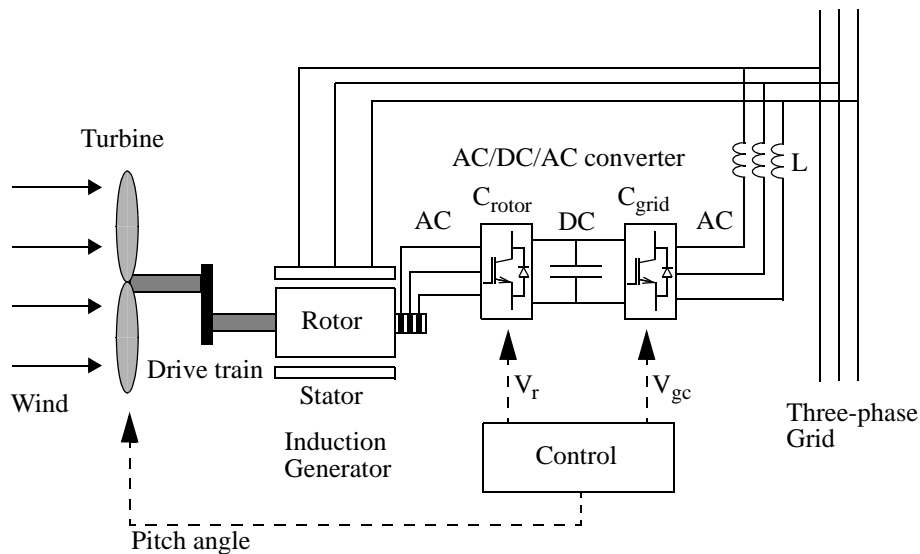 Turbine
AC/DC/AC converter
L
C_rotor
C_grid
AC
DC
AC
Rotor
Drive train
Stator
Wind
V_r
V_gc
Three-phase
Grid
Induction
Generator
Control
Pitch angle